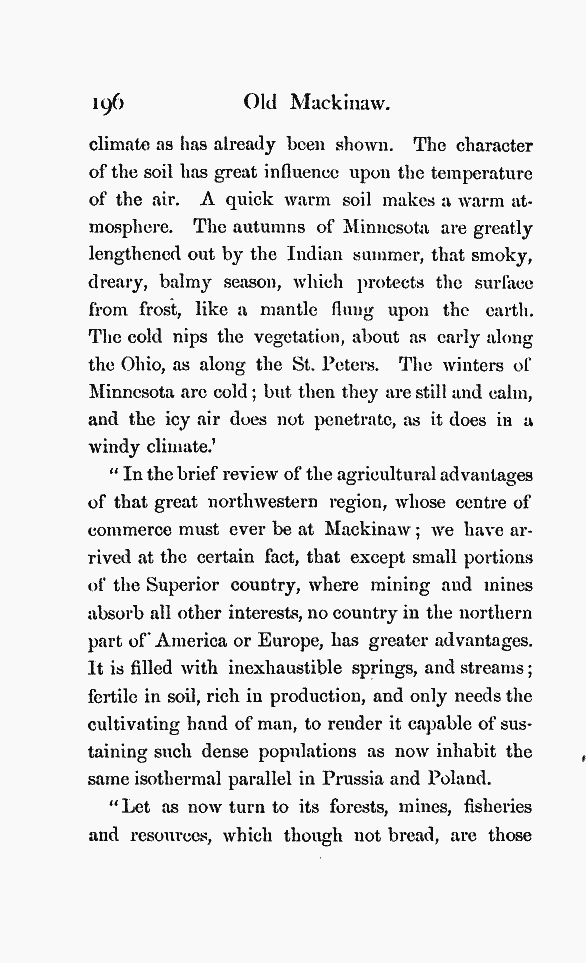 196 Old Mackinaw.
climate as has already been shown. The character
of the soil has great influence upon the temperature
of the air. A quick warm soil makes a warm at-
mosphere. The autumns of Minnesota are greatly
lengthened out by the Indian summer, that smoky,
dreary, balmy season, which protects the surface
from frost, like a mantle flung upon the earth.
The cold nips the vegetation, about as early along
the Ohio, as along the St. Peters. The winters of
Minnesota are cold; but then they are still and calm,
and the icy air does not penetrate, as it does in a
windy climate.'
"In the brief review of the agricultural advantages
of that great northwestern region, whose centre of
commerce must ever be at Mackinaw; we have ar-
rived at the certain fact, that except small portions
of the Superior country, where mining and mines
absorb all other interests, no country in the northern
part of America or Europe, has greater advantages.
It is filled with inexhaustible springs, and streams;
fertile in soil, rich in production, and only needs the
cultivating hand of man, to render it capable of sus-
taining such dense populations as now inhabit the
same isothermal parallel in Prussia and Poland.
"Let as now turn to its forests, mines, fisheries
and resources, which though not bread, are those